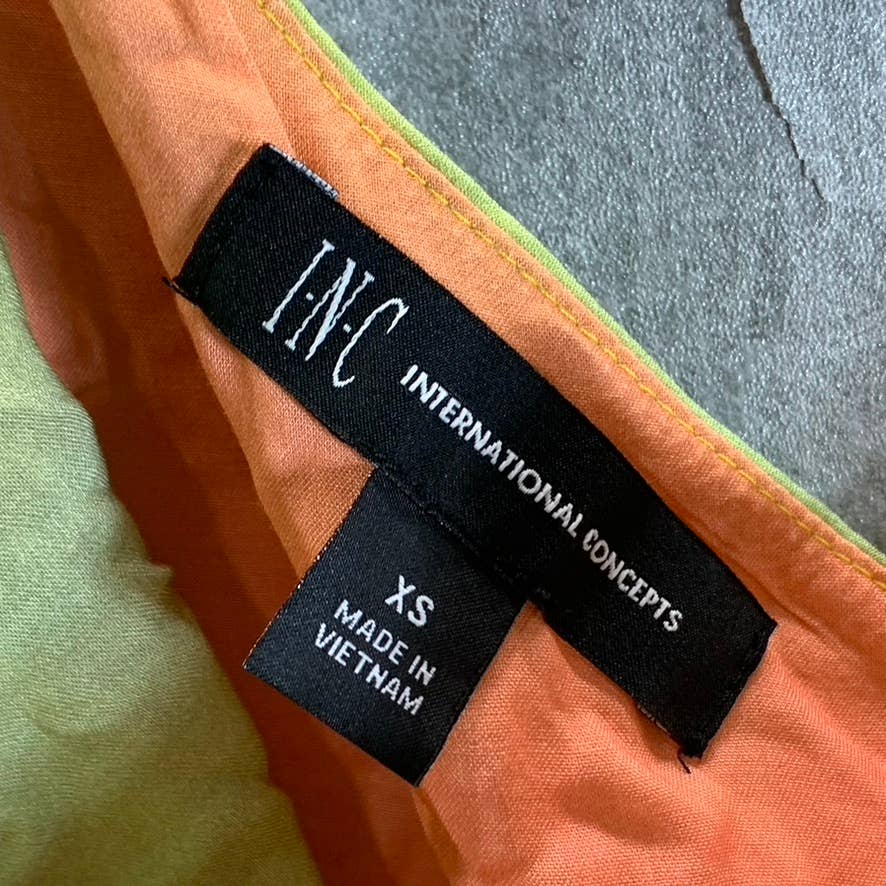 I-N-C INTERNATIONAL CONCEPTS
XS
MADE IN
VIETNAM